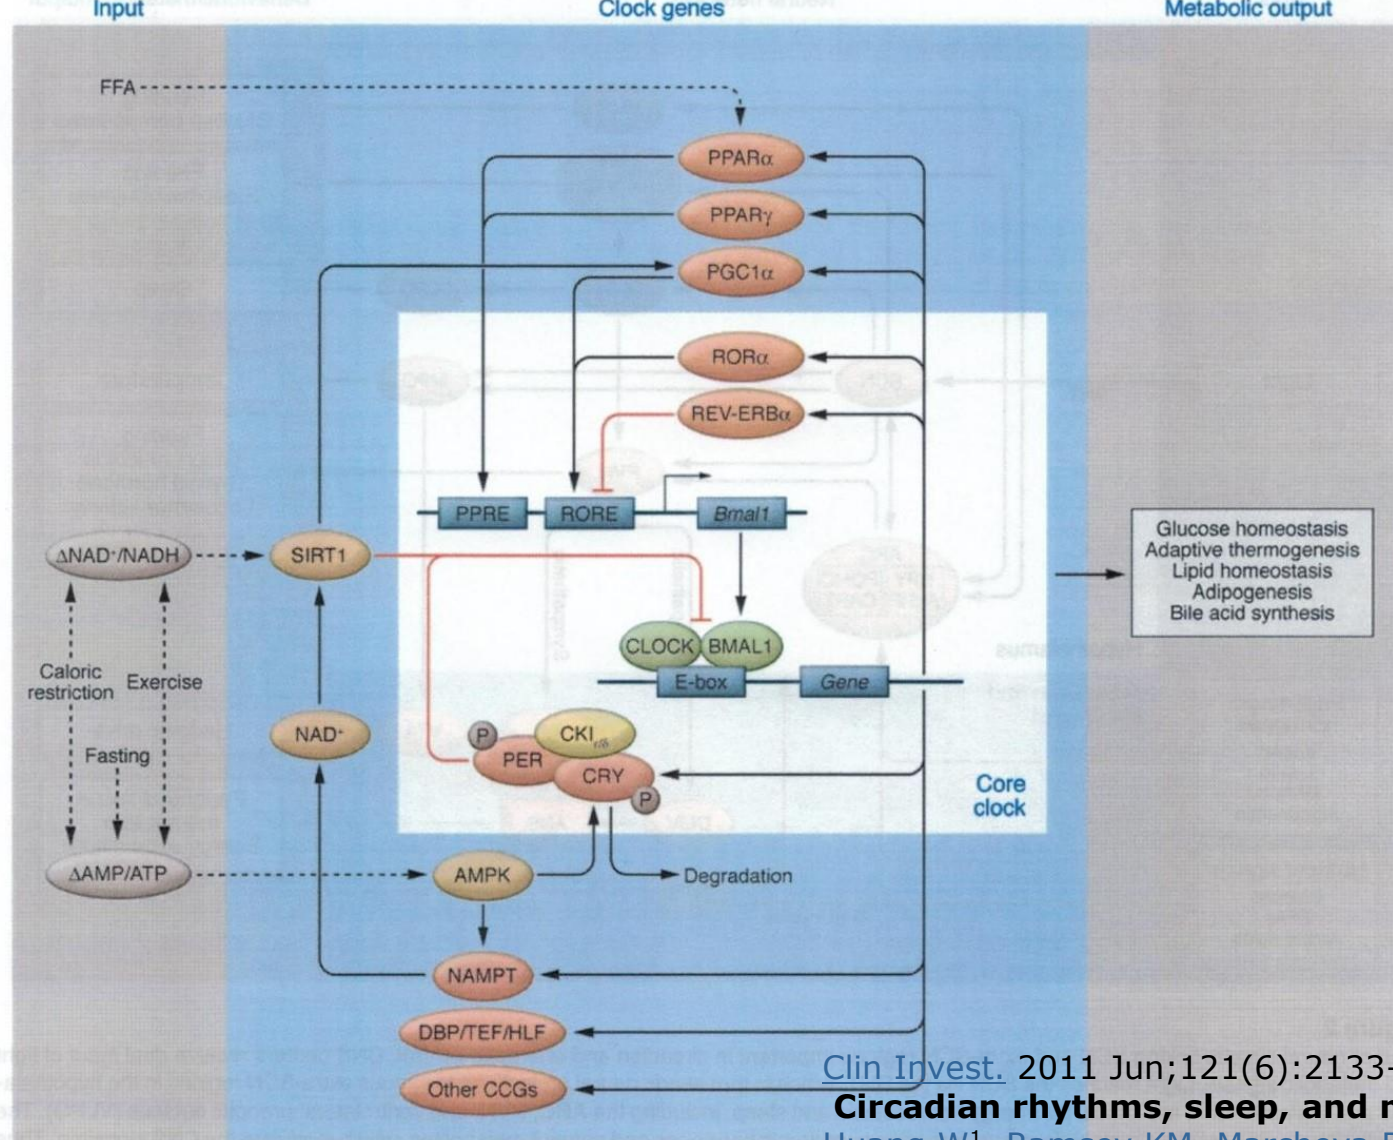 Input
Clock genes
Metabolic output
FFA
PPARα
PPARγ
PGC1α
RORα
REV-ERBα
PPRE
RORE
Bmal1
ΔNAD⁺/NADH
SIRT1
Glucose homeostasis
Adaptive thermogenesis
Lipid homeostasis
Adipogenesis
Bile acid synthesis
CLOCK
BMAL1
E-box
Gene
Caloric
restriction
Exercise
Fasting
NAD⁺
P
CKI
PER
CRY
P
Core
clock
ΔAMP/ATP
AMPK
Degradation
NAMPT
DBP/TEF/HLF
Other CCGs
Clin Invest. 2011 Jun;121(6):2133-
Circadian rhythms, sleep, and